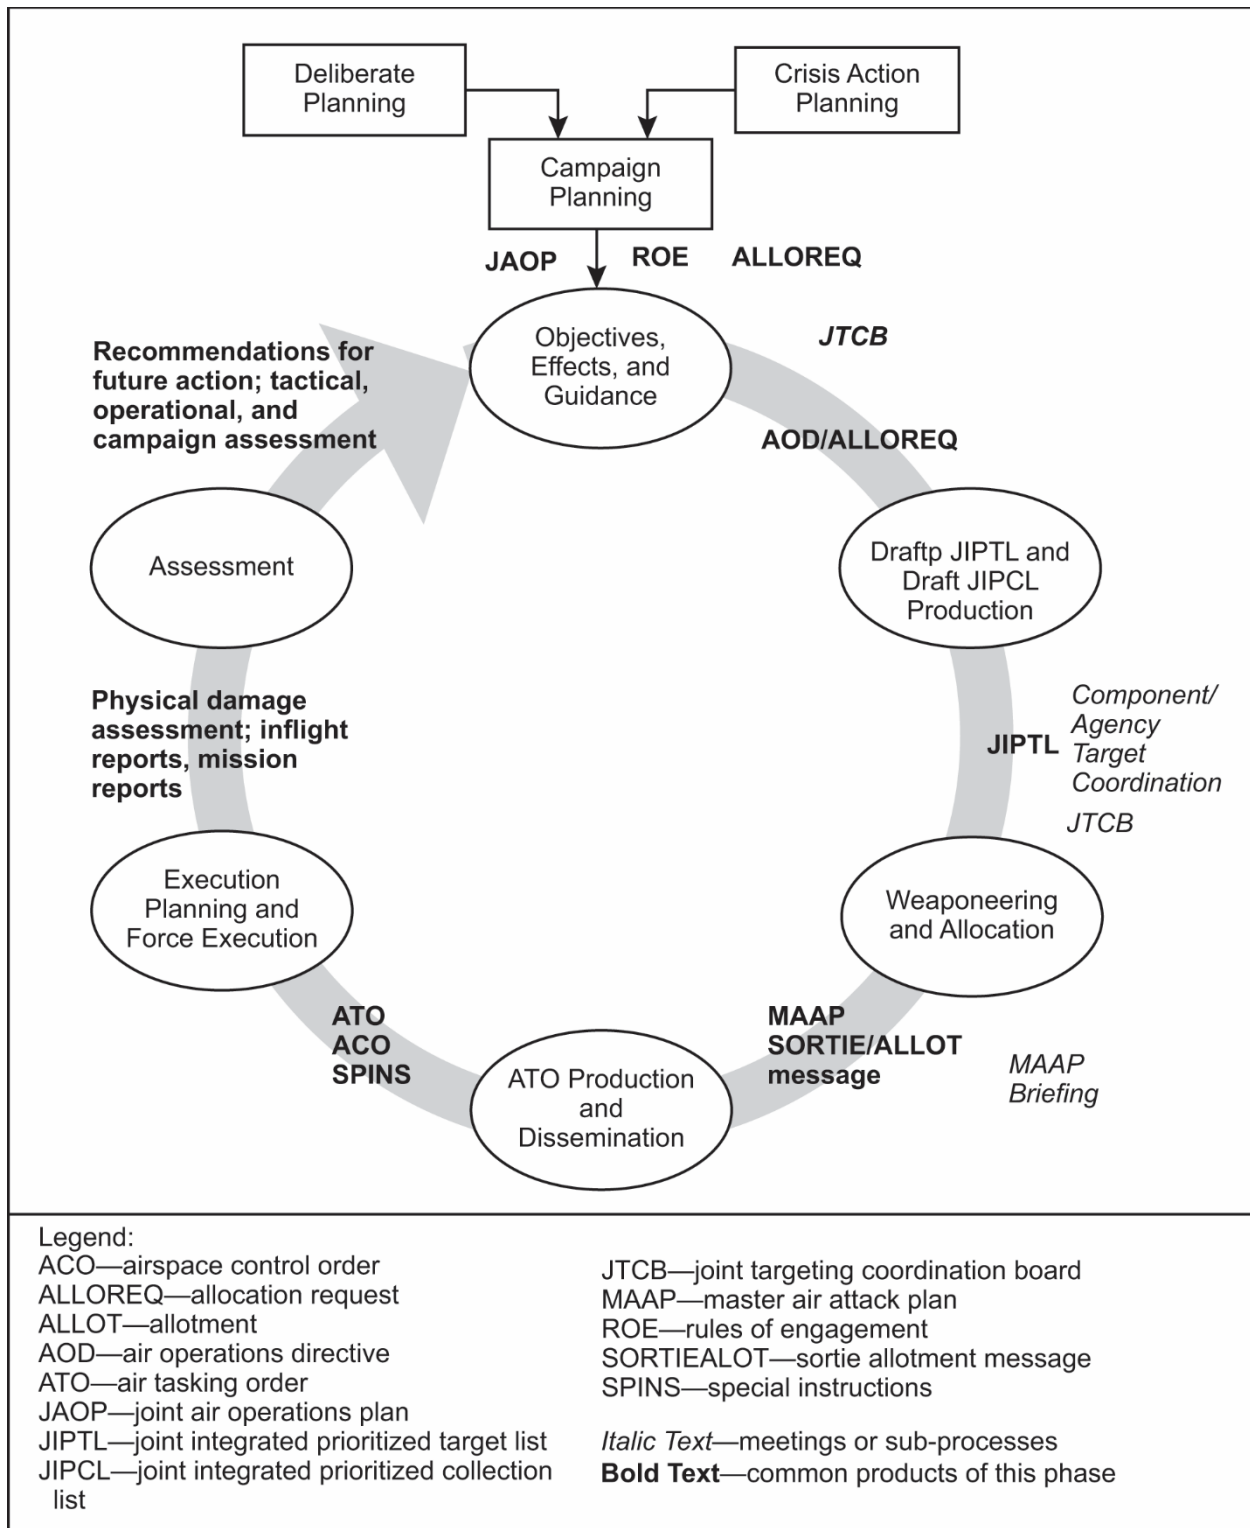 Deliberate
Planning
Crisis Action
Planning
Campaign
Planning
JAOP
ROE
ALLOREQ
Objectives,
Effects, and
Guidance
JTCB
Recommendations for
future action; tactical,
operational, and
campaign assessment
AOD/ALLOREQ
Assessment
Draftp JIPTL and
Draft JIPCL
Production
Physical damage
assessment; inflight
reports, mission
reports
JIPTL
Component/
Agency
Target
Coordination
JTCB
Execution
Planning and
Force Execution
Weaponeering
and Allocation
ATO
ACO
SPINS
ATO Production
and
Dissemination
MAAP
SORTIE/ALLOT
message
MAAP
Briefing
Legend:
ACO—airspace control order
ALLOREQ—allocation request
ALLOT—allotment
AOD—air operations directive
ATO—air tasking order
JAOP—joint air operations plan
JIPTL—joint integrated prioritized target list
JIPCL—joint integrated prioritized collection
list
JTCB—joint targeting coordination board
MAAP—master air attack plan
ROE—rules of engagement
SORTIEALOT—sortie allotment message
SPINS—special instructions
Italic Text—meetings or sub-processes
Bold Text—common products of this phase